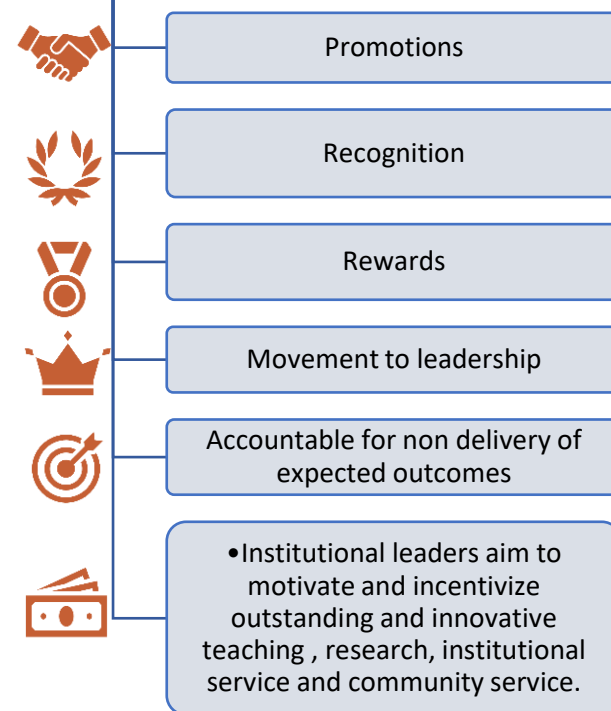 Promotions
Recognition
Rewards
Movement to leadership
Accountable for non delivery of
expected outcomes
•Institutional leaders aim to
motivate and incentivize
outstanding and innovative
teaching , research, institutional
service and community service.